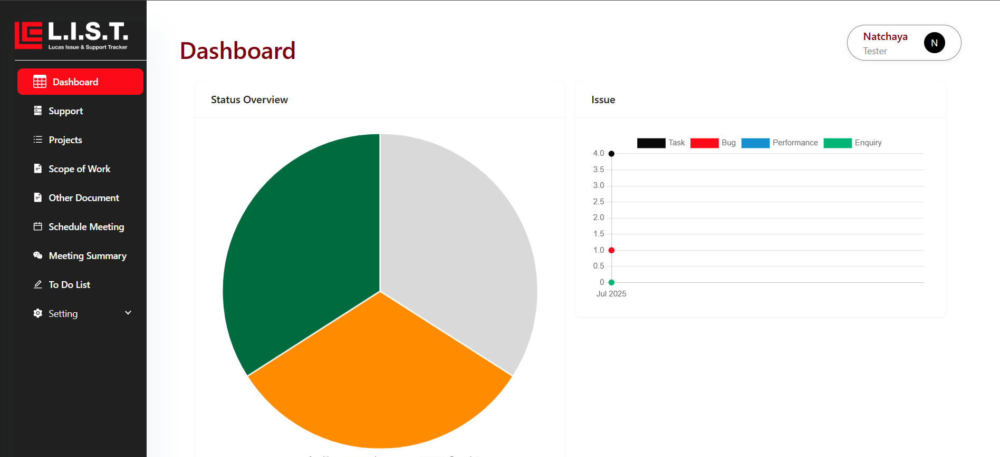 L.I.S.T.
Lucas Issue & Support Tracker
Dashboard
Support
Projects
Scope of Work
Other Document
Schedule Meeting
Meeting Summary
To Do List
Setting
Dashboard
Natchaya
Tester
N
Status Overview
Issue
Task Bug Performance Enquiry
4.0
3.5
3.0
2.5
2.0
1.5
1.0
0.5
0
Jul 2025